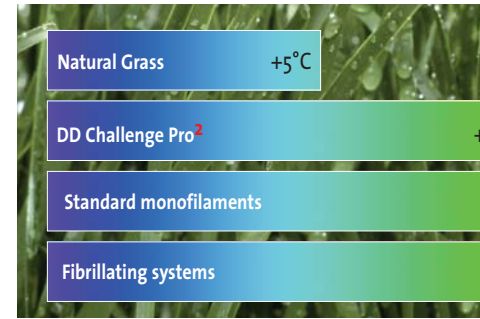 Natural Grass +5°C
DD Challenge Pro² +
Standard monofilaments
Fibrillating systems